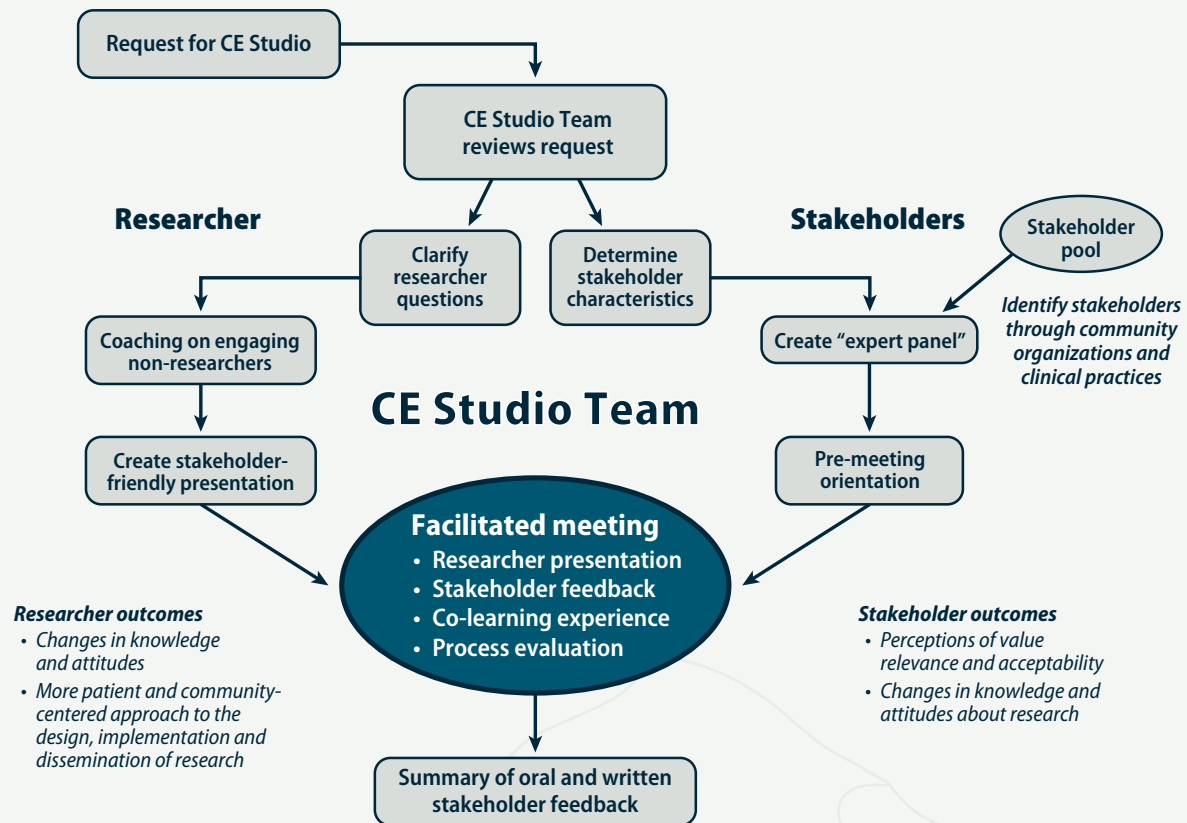 Request for CE Studio
CE Studio Team
reviews request
Researcher
Stakeholders
Stakeholder
pool
Clarify
researcher
questions
Determine
stakeholder
characteristics
Identify stakeholders
through community
organizations and
clinical practices
Coaching on engaging
non-researchers
Create “expert panel”
CE Studio Team
Create stakeholder-
friendly presentation
Pre-meeting
orientation
Facilitated meeting
• Researcher presentation
• Stakeholder feedback
• Co-learning experience
• Process evaluation
Researcher outcomes
• Changes in knowledge
and attitudes
• More patient and community-
centered approach to the
design, implementation and
dissemination of research
Stakeholder outcomes
• Perceptions of value
relevance and acceptability
• Changes in knowledge and
attitudes about research
Summary of oral and written
stakeholder feedback